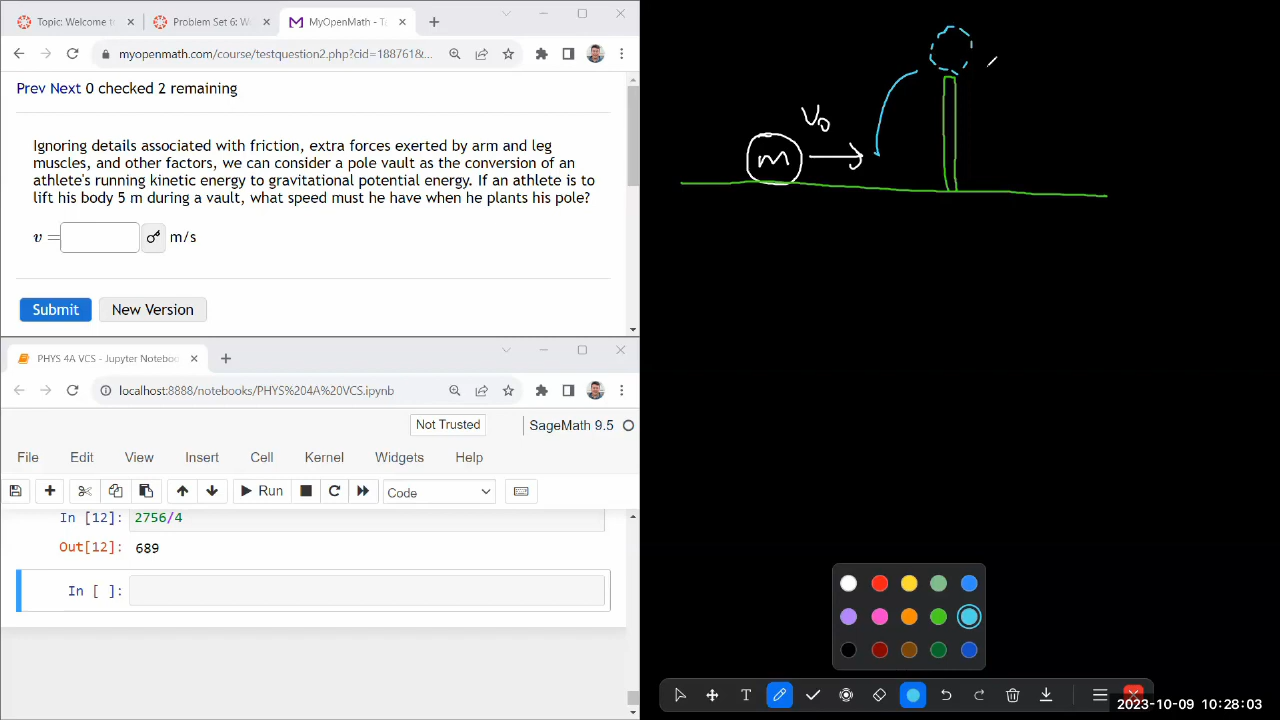 Topic: Welcome to
Problem Set 6: W
MyOpenMath - T
myopenmath.com/course/testquestion2.php?cid=188761&...
Prev Next 0 checked 2 remaining
Ignoring details associated with friction, extra forces exerted by arm and leg
muscles, and other factors, we can consider a pole vault as the conversion of an
athlete's running kinetic energy to gravitational potential energy. If an athlete is to
lift his body 5 m during a vault, what speed must he have when he plants his pole?
v = m/s
Submit New Version
PHYS 4A VCS - Jupyter Notebo
localhost:8888/notebooks/PHYS%204A%20VCS.ipynb
Not Trusted SageMath 9.5
File Edit View Insert Cell Kernel Widgets Help
Run Code
In [12]: 2756/4
Out[12]: 689
In [ ]:
V₀
m
T
2023-10-09 10:28:03